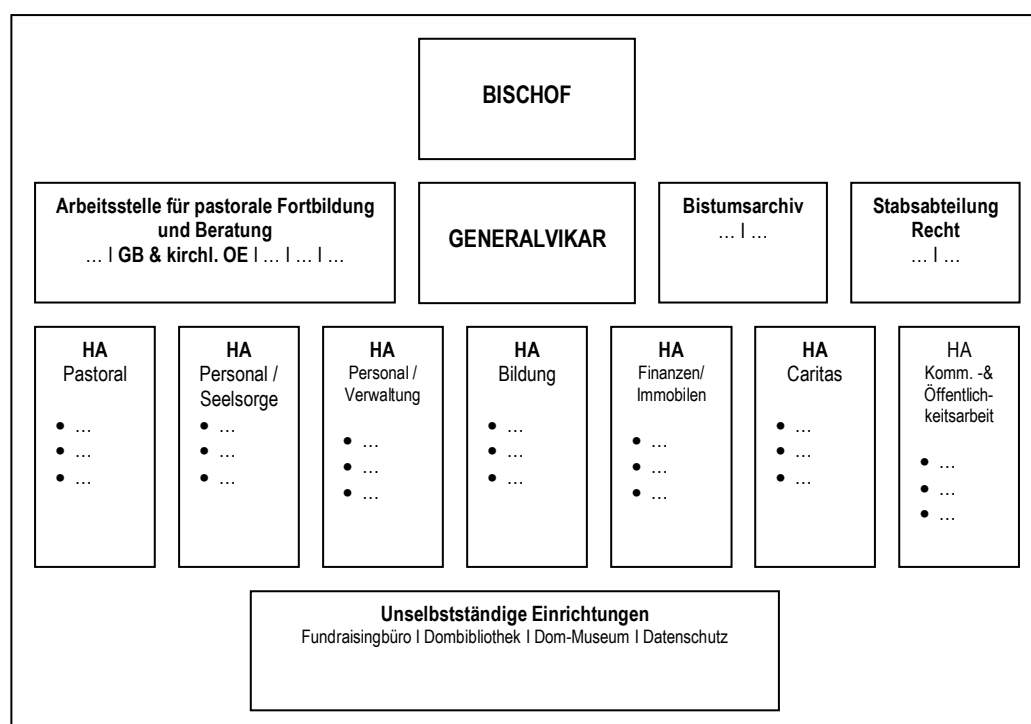 BISCHOF
Arbeitsstelle für pastorale Fortbildung
und Beratung
… I GB & kirchl. OE I … I … I …
GENERALVIKAR
Bistumsarchiv
… I …
Stabsabteilung
Recht
… I …
HA
Pastoral
• …
• …
• …
HA
Personal /
Seelsorge
• …
• …
• …
HA
Personal /
Verwaltung
• …
• …
• …
HA
Bildung
• …
• …
• …
HA
Finanzen/
Immobilen
• …
• …
• …
HA
Caritas
• …
• …
• …
HA
Komm. -&
Öffentlich-
keitsarbeit
• …
• …
• …
Unselbstständige Einrichtungen
Fundraisingbüro I Dombibliothek I Dom-Museum I Datenschutz